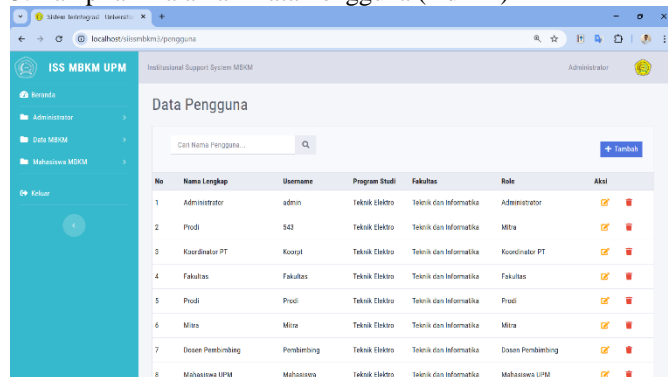 Sistem Terintegrasi Universita
localhost/siissmbkm3/pengguna
ISS MBKM UPM
Institusional Support System MBKM
Administrator
Beranda
Administrator
Data MBKM
Mahasiswa MBKM
Keluar
Data Pengguna
Cari Nama Pengguna...
+ Tambah
No Nama Lengkap Username Program Studi Fakultas Role Aksi
1 Administrator admin Teknik Elektro Teknik dan Informatika Administrator
2 Prodi 543 Teknik Elektro Teknik dan Informatika Mitra
3 Koordinator PT Koorpt Teknik Elektro Teknik dan Informatika Koordinator PT
4 Fakultas Fakultas Teknik Elektro Teknik dan Informatika Fakultas
5 Prodi Prodi Teknik Elektro Teknik dan Informatika Prodi
6 Mitra Mitra Teknik Elektro Teknik dan Informatika Mitra
7 Dosen Pembimbing Pembimbing Teknik Elektro Teknik dan Informatika Dosen Pembimbing
8 Mahasiswa UPM Mahasiswa Teknik Elektro Teknik dan Informatika Mahasiswa UPM